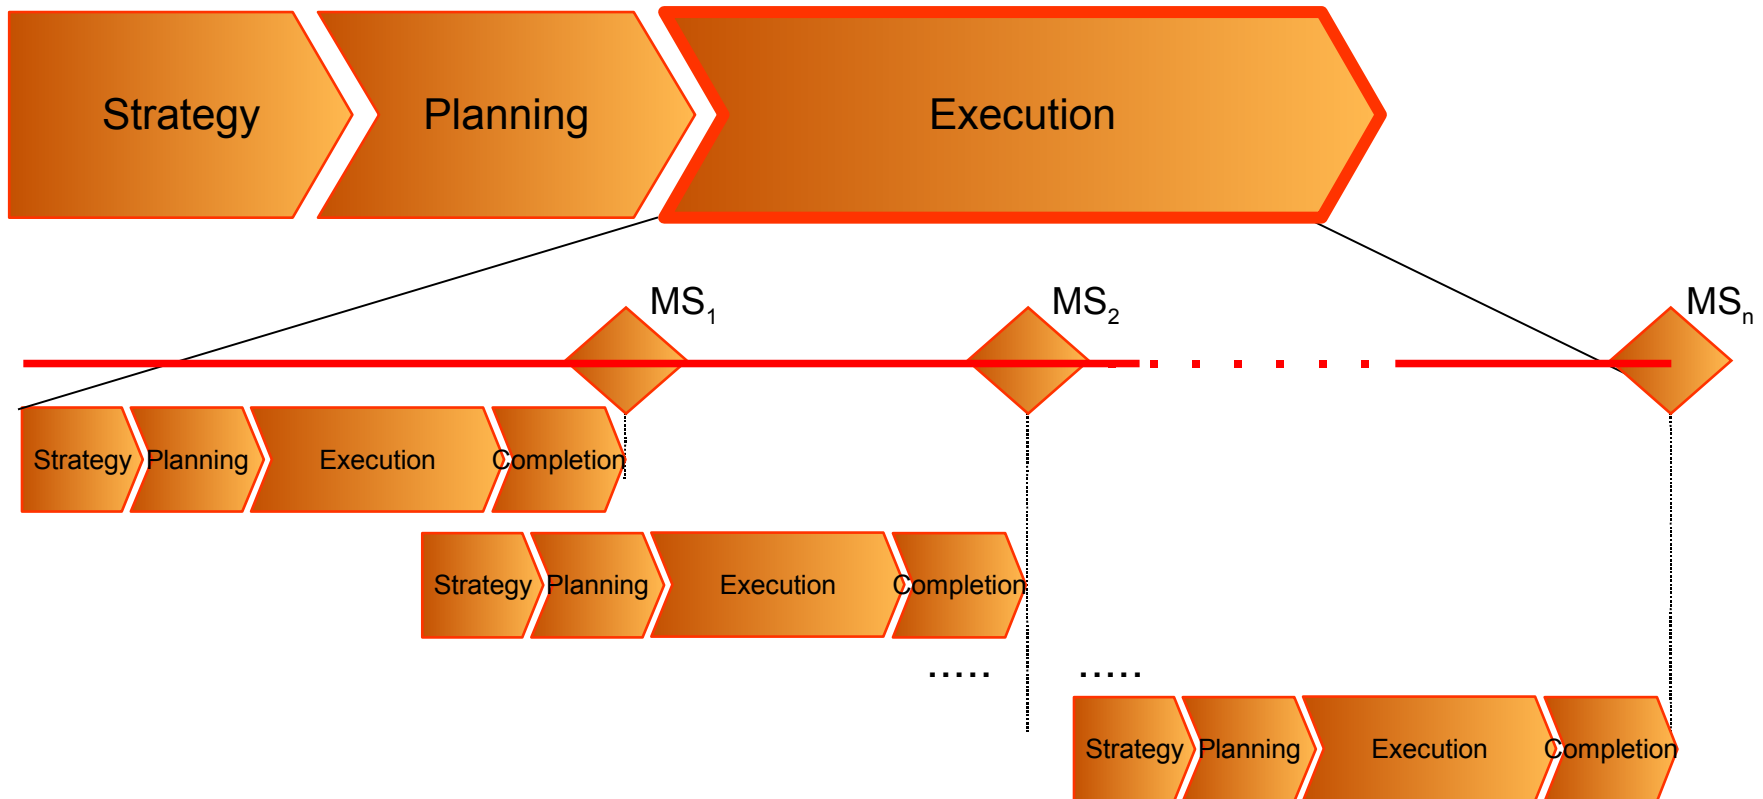 Strategy Planning Execution
MS1 MS2 MSn
Strategy Planning Execution Completion
Strategy Planning Execution Completion
..... .....
Strategy Planning Execution Completion